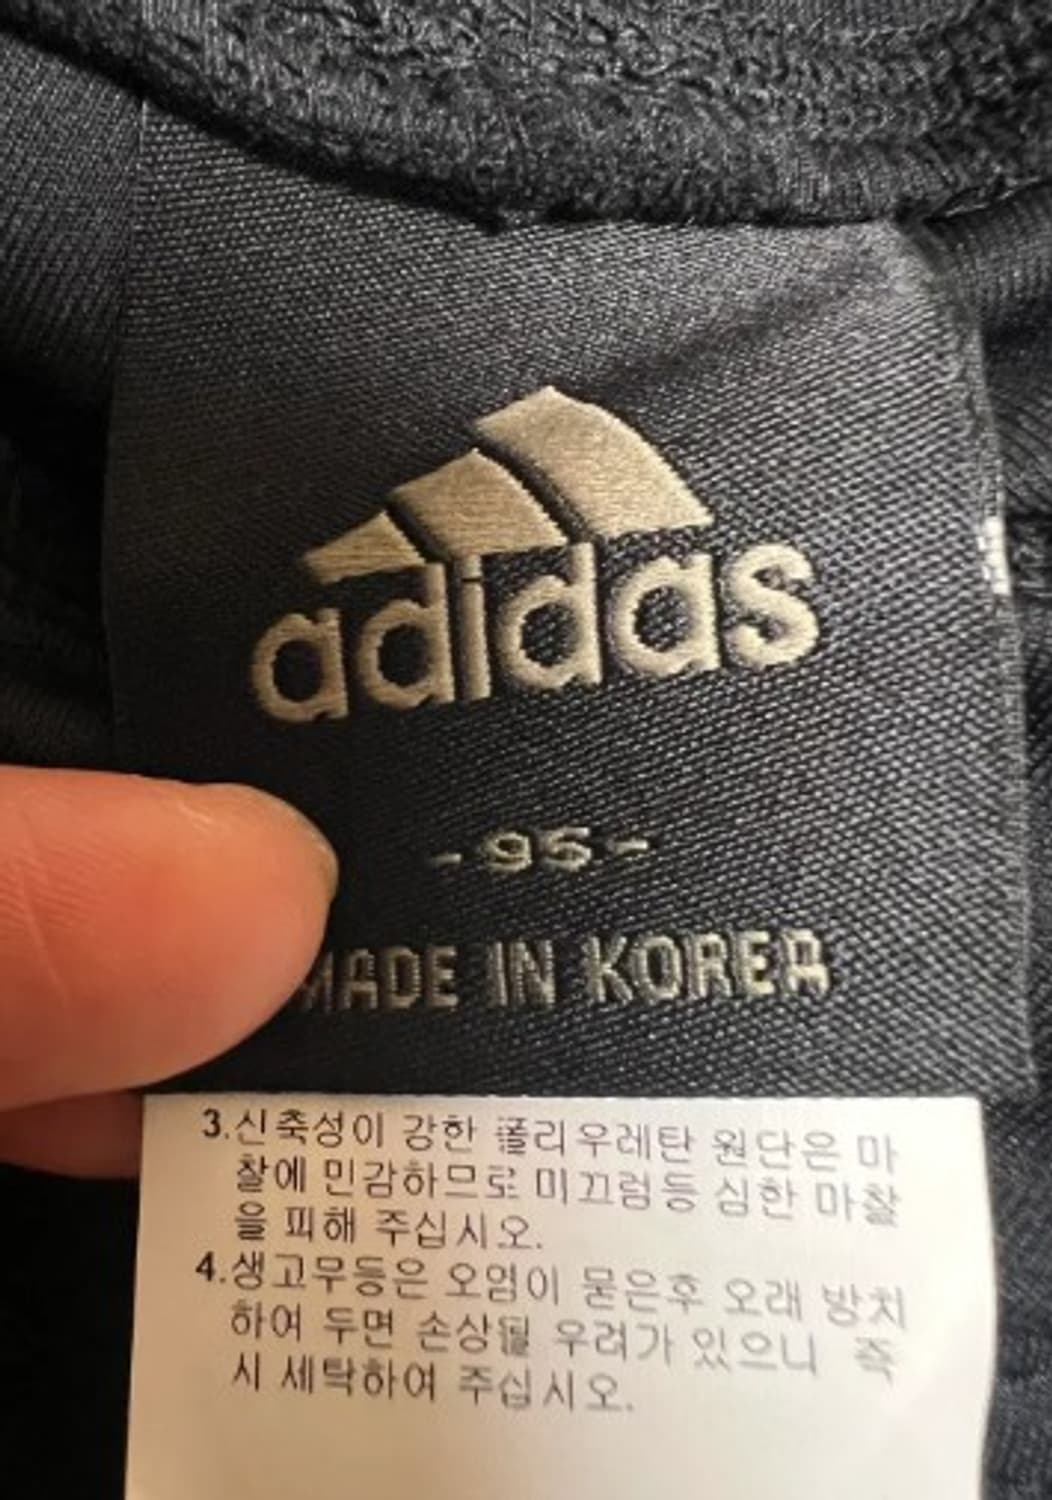 adidas
-95-
MADE IN KOREA
3.신축성이 강한 폴리우레탄 원단은 마
찰에 민감하므로 미끄럼등 심한 마찰
을 피해 주십시오.
4.생고무등은 오염이 묻은후 오래 방치
하여 두면 손상될 우려가 있으니 즉
시 세탁하여 주십시오.